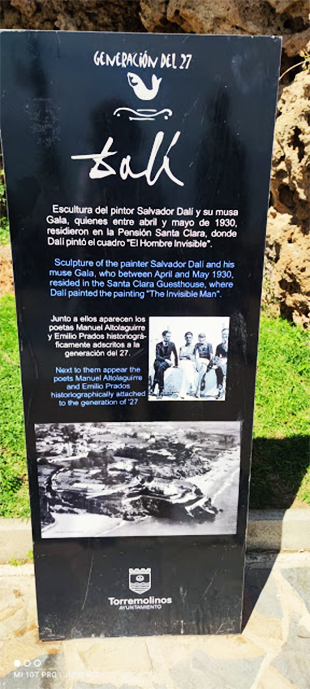 GENERACIÓN DEL 27
Dalí
Escultura del pintor Salvador Dalí y su musa
Gala, quienes entre abril y mayo de 1930,
residieron en la Pensión Santa Clara, donde
Dalí pintó el cuadro "El Hombre Invisible".
Sculpture of the painter Salvador Dalí and his
muse Gala, who between April and May 1930,
resided in the Santa Clara Guesthouse, where
Dalí painted the painting "The Invisible Man".
Junto a ellos aparecen los
poetas Manuel Altolaguirre
y Emilio Prados historiográ-
ficamente adscritos a la
generación del 27.
Next to them appear the
poets Manuel Altolaguirre
and Emilio Prados
historiographically attached
to the generation of '27
Torremolinos
AYUNTAMIENTO
MI 10T PRO